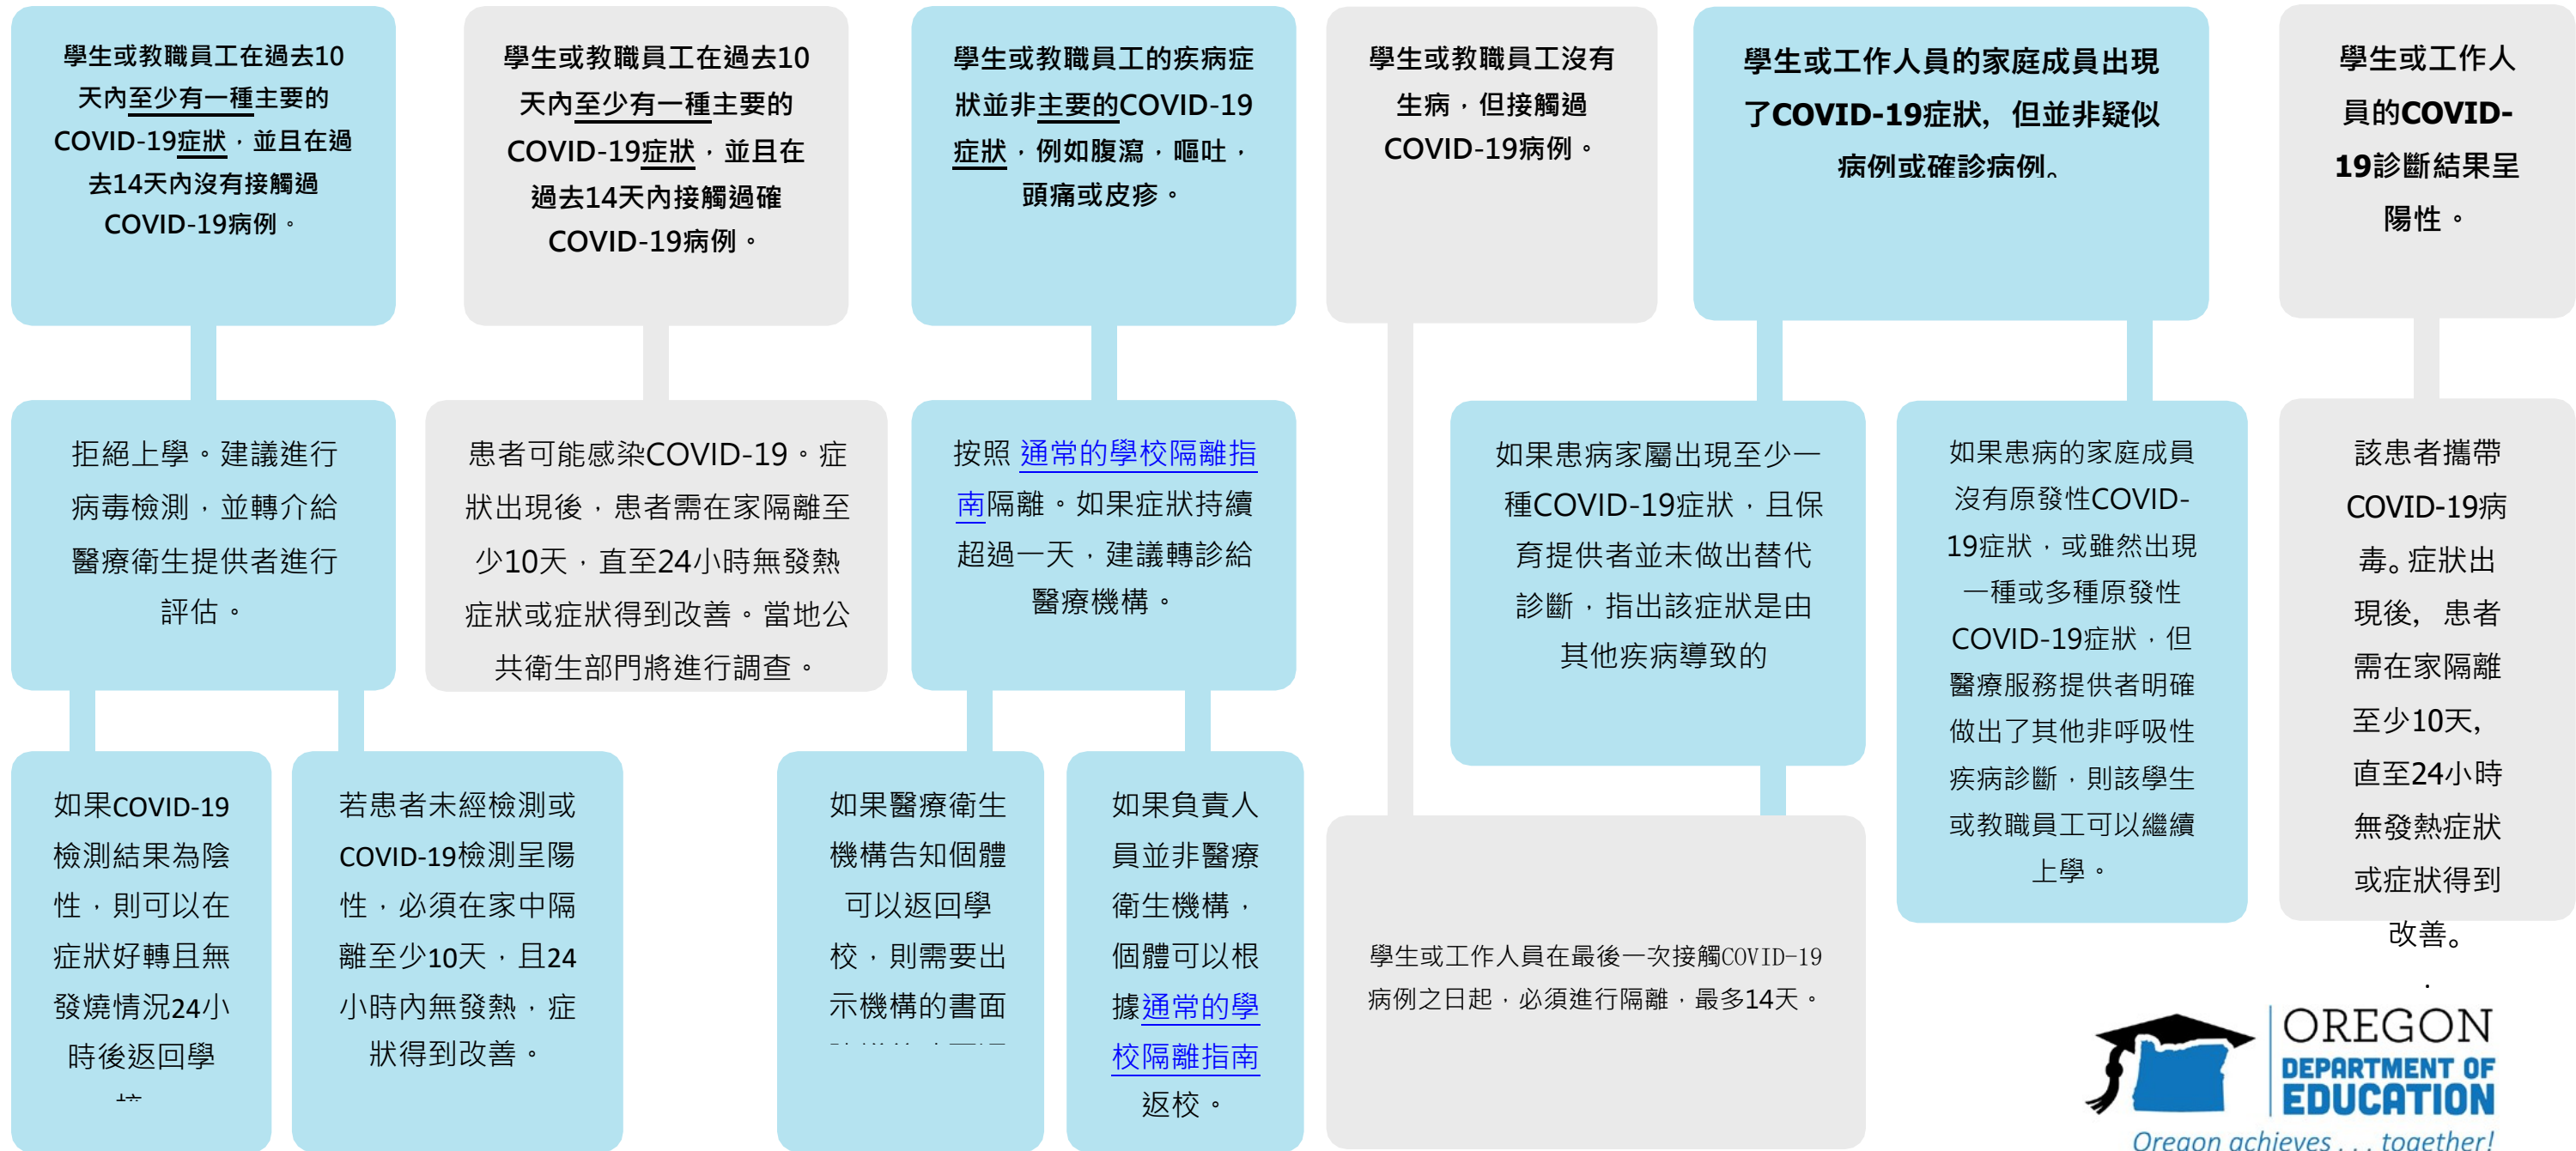 學生或教職員工在過去10
天內至少有一種主要的
COVID-19症狀，並且在過
去14天內沒有接觸過
COVID-19病例。
學生或教職員工在過去10
天內至少有一種主要的
COVID-19症狀，並且在
過去14天內接觸過確
COVID-19病例。
學生或教職員工的疾病症
狀並非主要的COVID-19
症狀，例如腹瀉，嘔吐，
頭痛或皮疹。
學生或教職員工沒有
生病，但接觸過
COVID-19病例。
學生或工作人員的家庭成員出現
了COVID-19症狀，但並非疑似
病例或確診病例。
學生或工作人
員的COVID-
19診斷結果呈
陽性。
拒絕上學。建議進行
病毒檢測，並轉介給
醫療衛生提供者進行
評估。
患者可能感染COVID-19。症
狀出現後，患者需在家隔離至
少10天，直至24小時無發熱
症狀或症狀得到改善。當地公
共衛生部門將進行調查。
按照 通常的學校隔離指
南隔離。如果症狀持續
超過一天，建議轉診給
醫療機構。
如果患病家屬出現至少一
種COVID-19症狀，且保
育提供者並未做出替代
診斷，指出該症狀是由
其他疾病導致的
如果患病的家庭成員
沒有原發性COVID-
19症狀，或雖然出現
一種或多種原發性
COVID-19症狀，但
醫療服務提供者明確
做出了其他非呼吸性
疾病診斷，則該學生
或教職員工可以繼續
上學。
該患者攜帶
COVID-19病
毒。症狀出
現後，患者
需在家隔離
至少10天，
直至24小時
無發熱症狀
或症狀得到
改善。
.
如果COVID-19
檢測結果為陰
性，則可以在
症狀好轉且無
發燒情況24小
時後返回學
若患者未經檢測或
COVID-19檢測呈陽
性，必須在家中隔
離至少10天，且24
小時內無發熱，症
狀得到改善。
如果醫療衛生
機構告知個體
可以返回學
校，則需要出
示機構的書面
如果負責人
員並非醫療
衛生機構，
個體可以根
據通常的學
校隔離指南
返校。
學生或工作人員在最後一次接觸COVID-19
病例之日起，必須進行隔離，最多14天。
OREGON
DEPARTMENT OF
EDUCATION
Oregon achieves . . . together!